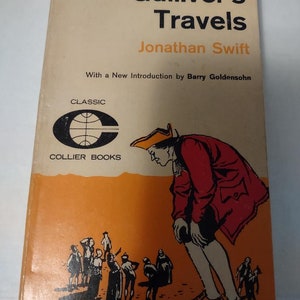 Gulliver's
Travels
Jonathan Swift
With a New Introduction by Barry Goldensohn
CLASSIC
COLLIER BOOKS